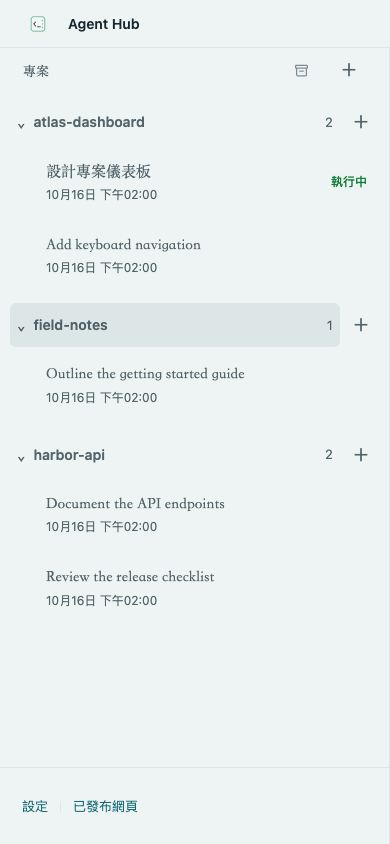 Agent Hub
專案
atlas-dashboard 2
設計專案儀表板
10月16日 下午02:00
執行中
Add keyboard navigation
10月16日 下午02:00
field-notes 1
Outline the getting started guide
10月16日 下午02:00
harbor-api 2
Document the API endpoints
10月16日 下午02:00
Review the release checklist
10月16日 下午02:00
設定 已發布網頁